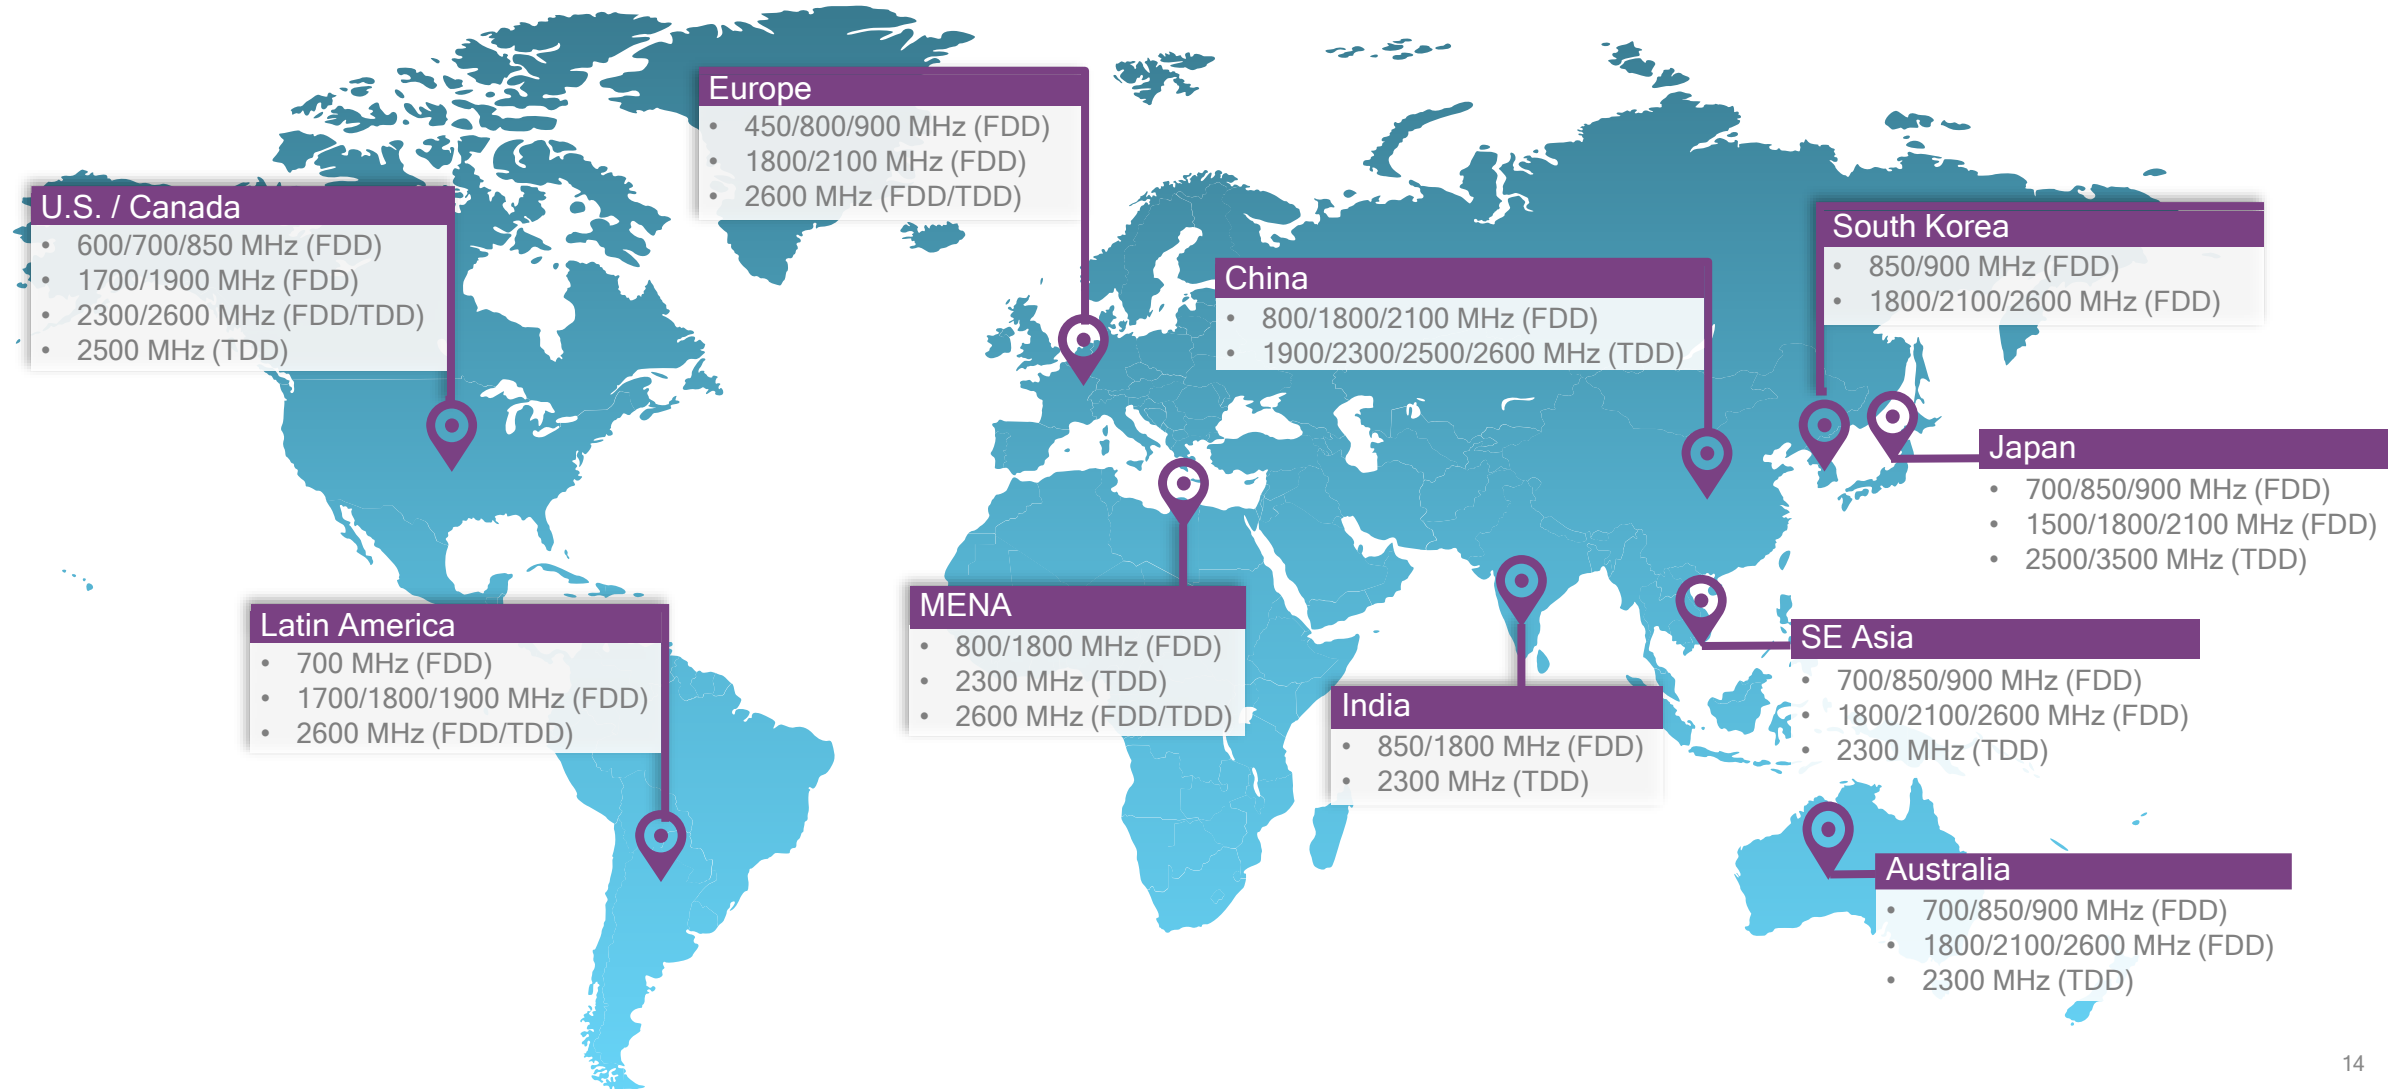 Europe
• 450/800/900 MHz (FDD)
• 1800/2100 MHz (FDD)
• 2600 MHz (FDD/TDD)
U.S. / Canada
• 600/700/850 MHz (FDD)
• 1700/1900 MHz (FDD)
• 2300/2600 MHz (FDD/TDD)
• 2500 MHz (TDD)
South Korea
• 850/900 MHz (FDD)
• 1800/2100/2600 MHz (FDD)
China
• 800/1800/2100 MHz (FDD)
• 1900/2300/2500/2600 MHz (TDD)
Japan
• 700/850/900 MHz (FDD)
• 1500/1800/2100 MHz (FDD)
• 2500/3500 MHz (TDD)
Latin America
• 700 MHz (FDD)
• 1700/1800/1900 MHz (FDD)
• 2600 MHz (FDD/TDD)
MENA
• 800/1800 MHz (FDD)
• 2300 MHz (TDD)
• 2600 MHz (FDD/TDD)
India
• 850/1800 MHz (FDD)
• 2300 MHz (TDD)
SE Asia
• 700/850/900 MHz (FDD)
• 1800/2100/2600 MHz (FDD)
• 2300 MHz (TDD)
Australia
• 700/850/900 MHz (FDD)
• 1800/2100/2600 MHz (FDD)
• 2300 MHz (TDD)
14